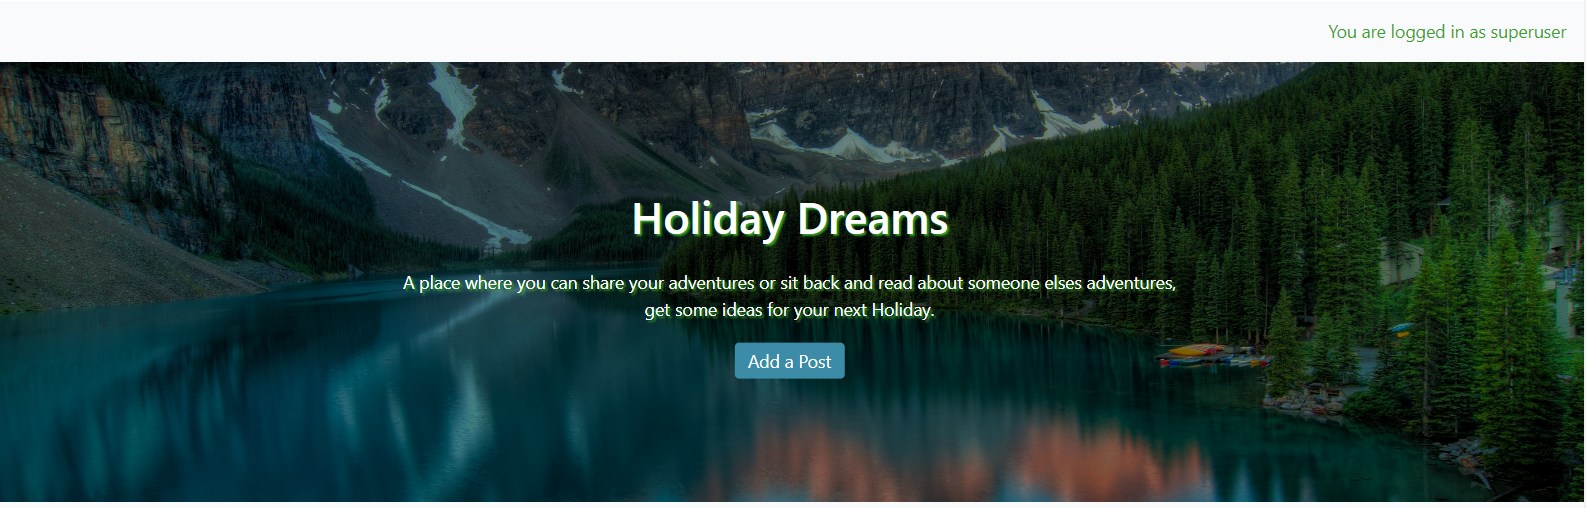 You are logged in as superuser
Holiday Dreams
A place where you can share your adventures or sit back and read about someone elses adventures,
get some ideas for your next Holiday.
Add a Post